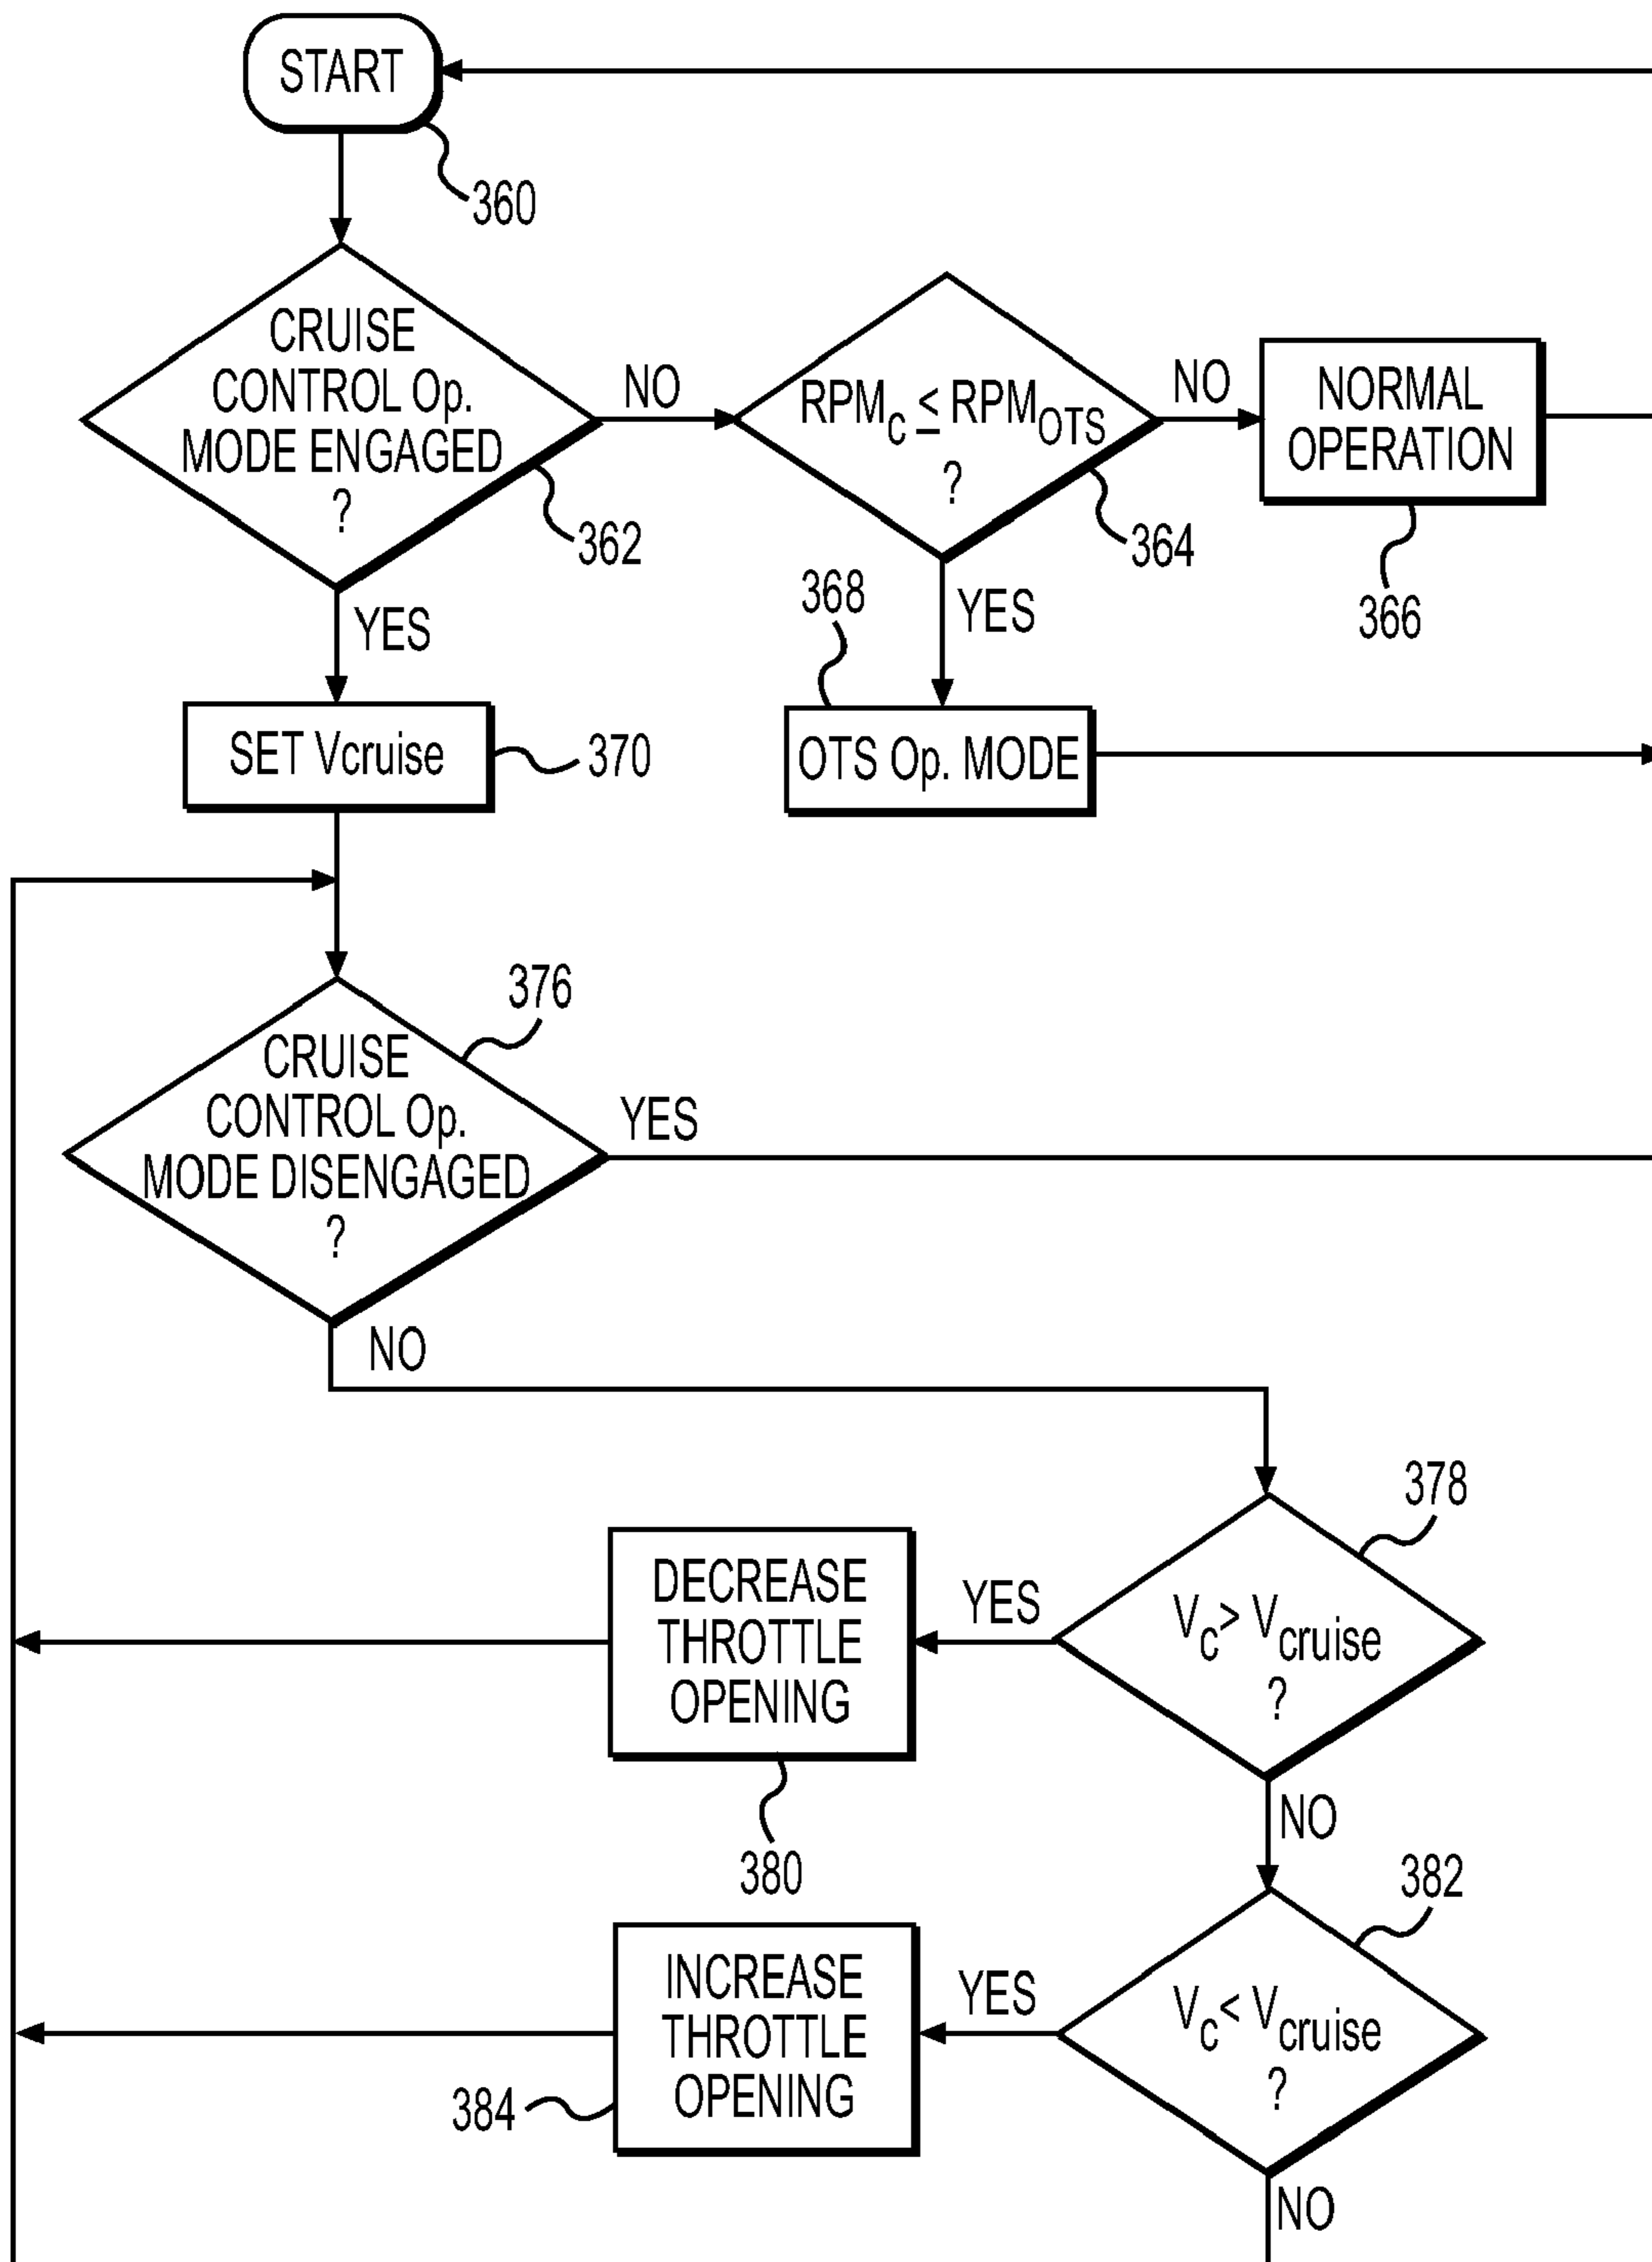 START
360
CRUISE
CONTROL Op.
MODE ENGAGED
?
362
NO
RPMc ≤ RPMOTS
?
364
NO
NORMAL
OPERATION
366
YES
YES
368
SET Vcruise
370
OTS Op. MODE
376
CRUISE
CONTROL Op.
MODE DISENGAGED
?
YES
NO
378
Vc> Vcruise
?
YES
DECREASE
THROTTLE
OPENING
380
NO
382
Vc< Vcruise
?
YES
INCREASE
THROTTLE
OPENING
384
NO